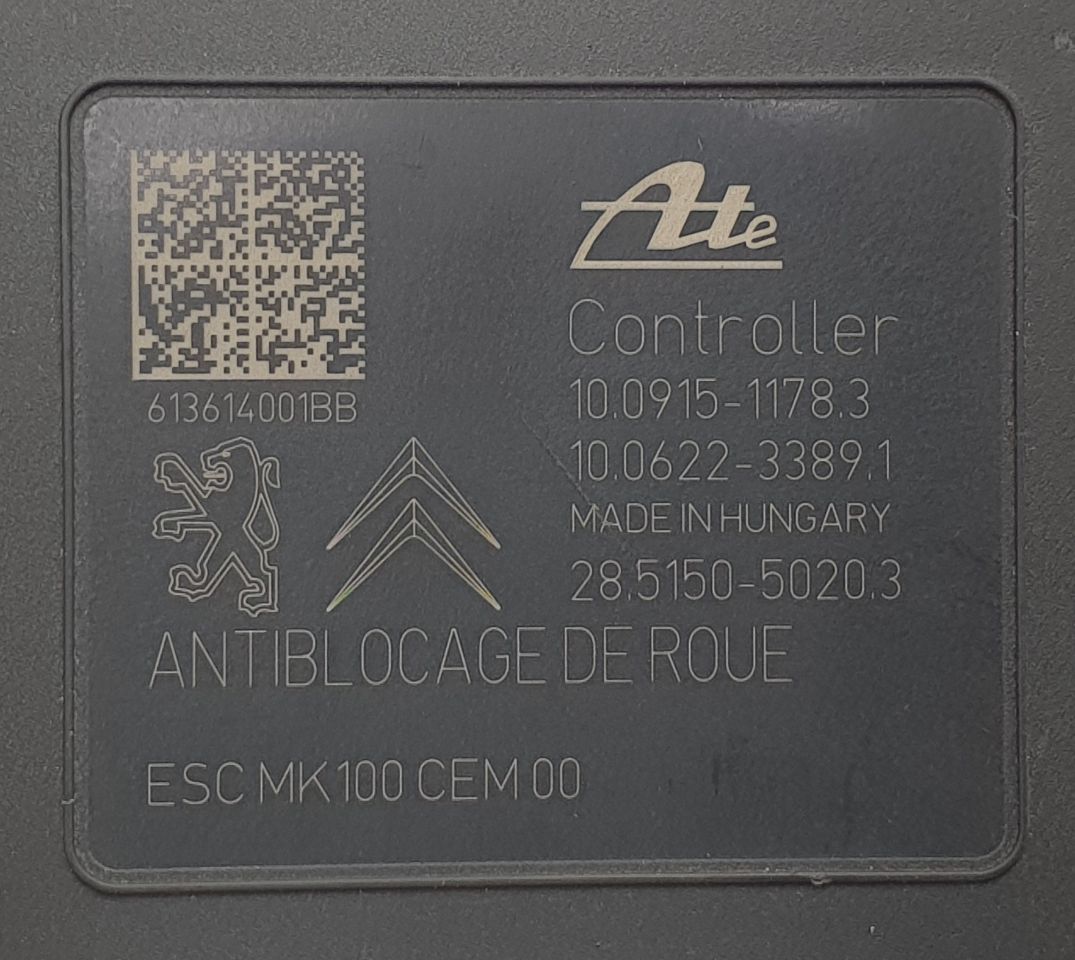 613614001BB
Ate
Controller
10.0915-1178.3
10.0622-3389.1
MADE IN HUNGARY
28.5150-5020.3
ANTIBLOCAGE DE ROUE
ESC MK100 CEM 00